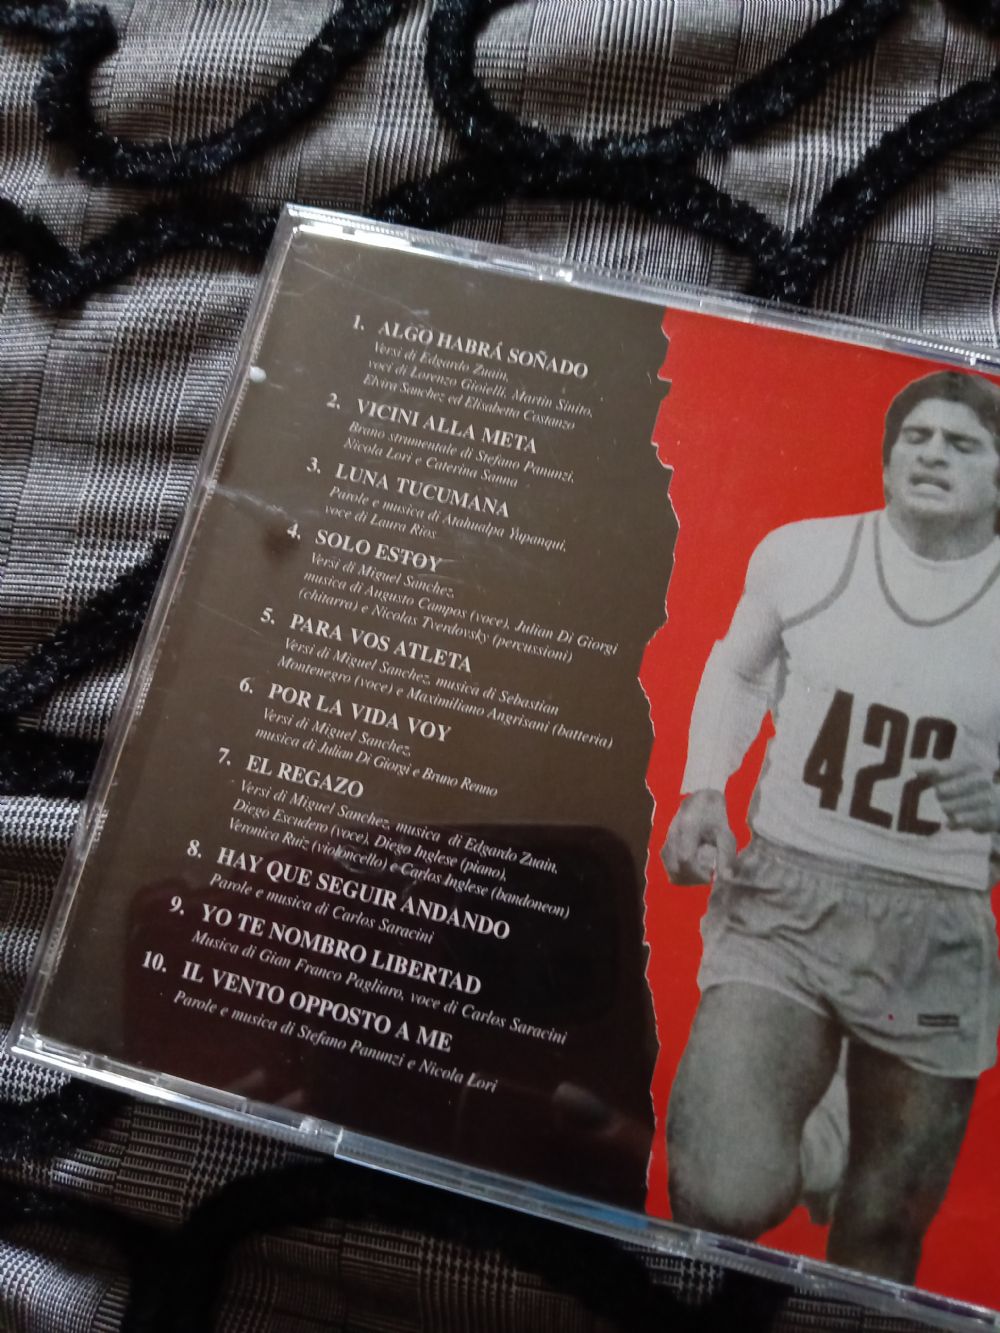 1. ALGO HABRÁ SOÑADO
Versi di Edgardo Zuain,
voci di Lorenzo Gioielli, Martin Sinito,
Elvira Sanchez ed Elisabetta Costanzo
2. VICINI ALLA META
Brano strumentale di Stefano Panunzi,
Nicola Lori e Caterina Sanna
3. LUNA TUCUMANA
Parole e musica di Atahualpa Yupanqui,
voce di Laura Rios
4. SOLO ESTOY
Versi di Miguel Sanchez,
musica di Augusto Campos (voce), Julian Di Giorgi
(chitarra) e Nicolas Tverdovsky (percussioni)
5. PARA VOS ATLETA
Versi di Miguel Sanchez, musica di Sebastian
Montenegro (voce) e Maximiliano Angrisani (batteria)
6. POR LA VIDA VOY
Versi di Miguel Sanchez,
musica di Julian Di Giorgi e Bruno Renno
7. EL REGAZO
Versi di Miguel Sanchez, musica di Edgardo Zuain,
Diego Escudero (voce), Diego Inglese (piano),
Veronica Ruiz (violoncello) e Carlos Inglese (bandoneon)
8. HAY QUE SEGUIR ANDANDO
Parole e musica di Carlos Saracini
9. YO TE NOMBRO LIBERTAD
Musica di Gian Franco Pagliaro, voce di Carlos Saracini
10. IL VENTO OPPOSTO A ME
Parole e musica di Stefano Panunzi e Nicola Lori
422